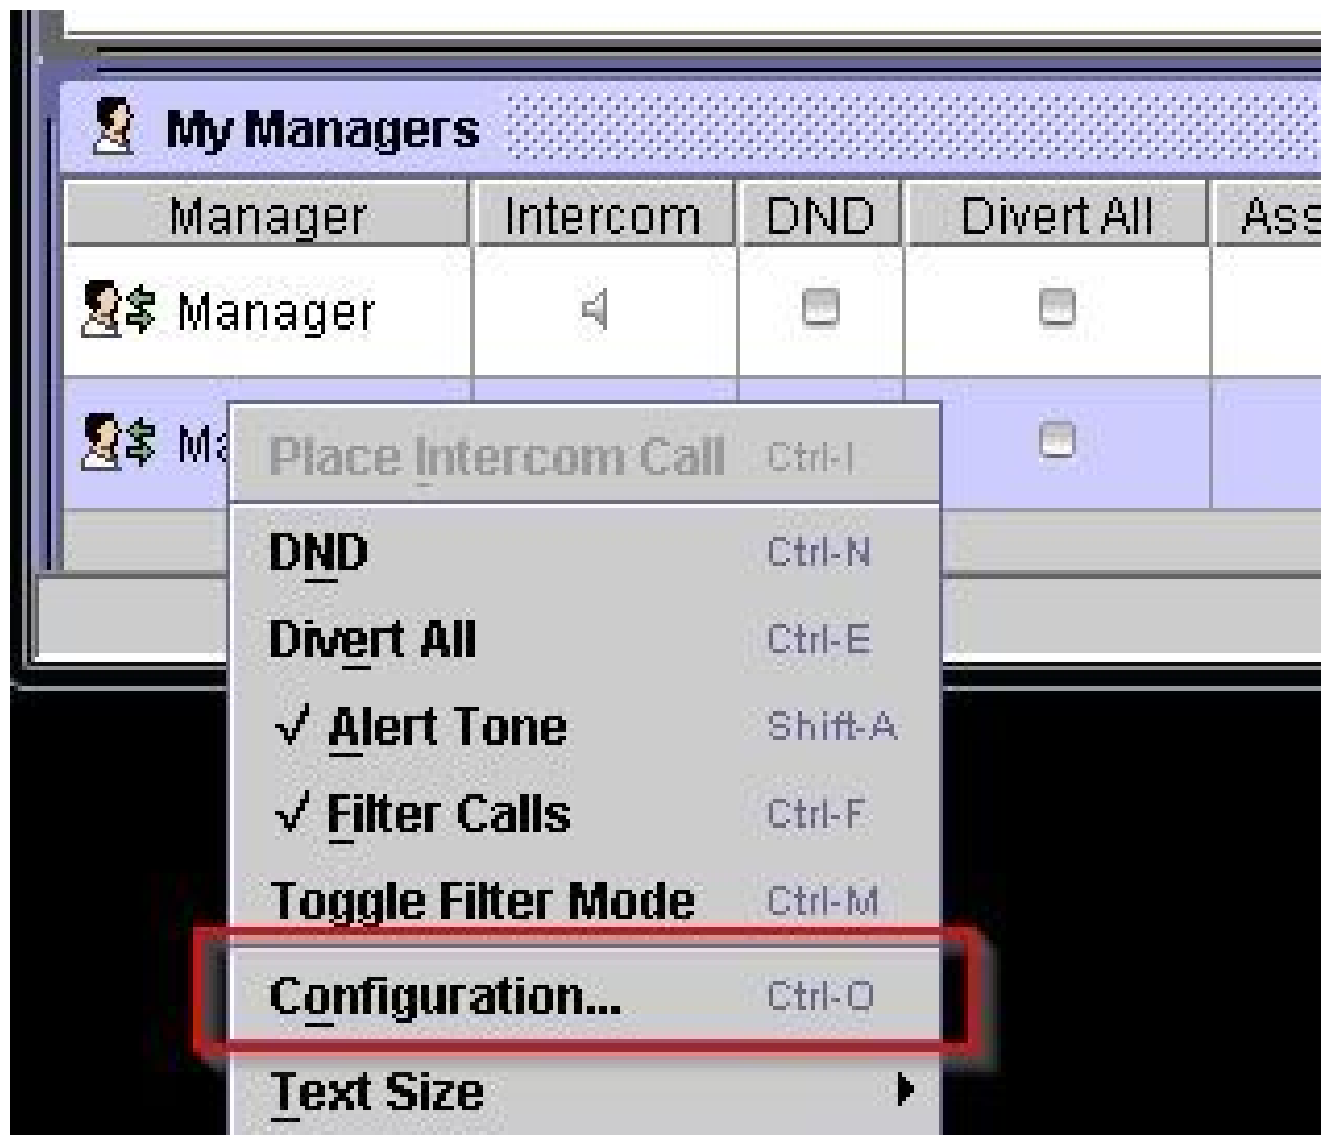 My Managers
Manager Intercom DND Divert All Ass
Manager
Ma
Place Intercom Call Ctrl-I
DND Ctrl-N
Divert All Ctrl-E
√ Alert Tone Shift-A
√ Filter Calls Ctrl-F
Toggle Filter Mode Ctrl-M
Configuration... Ctrl-O
Text Size